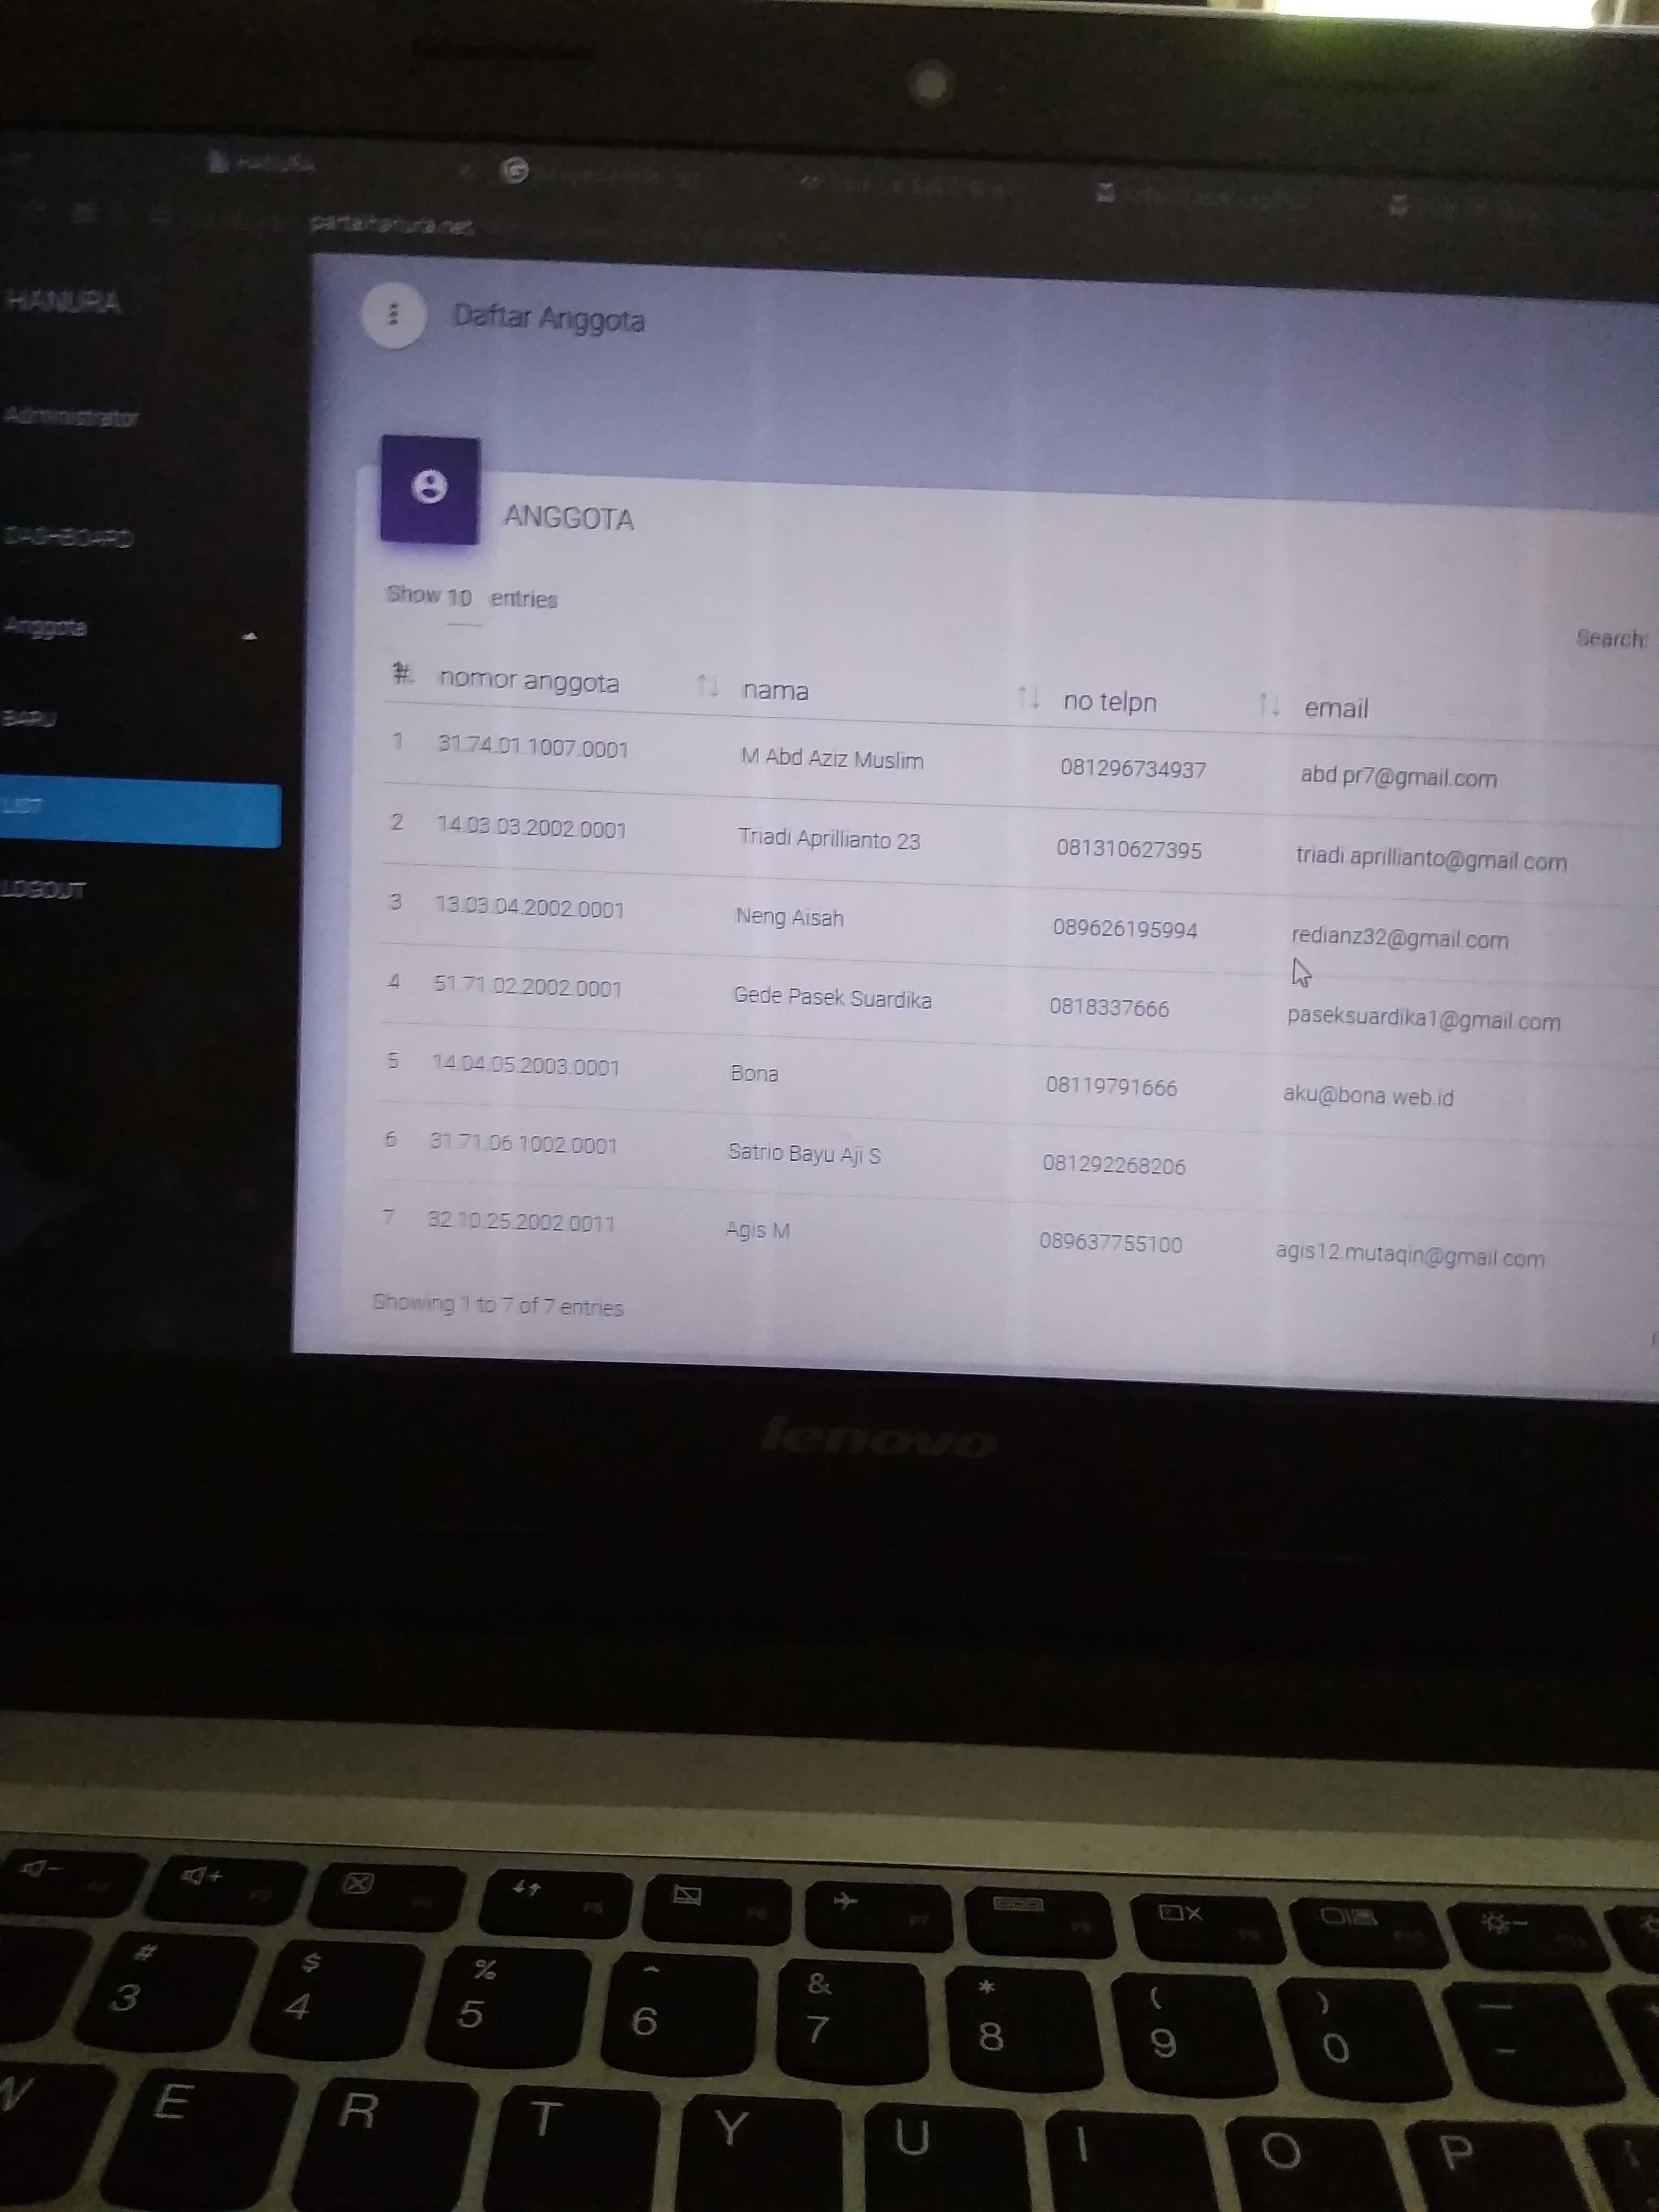 HANURA
partaihanura.net
HANURA
Daftar Anggota
Administrator
ANGGOTA
DASHBOARD
Show 10 entries
Anggota
Search:
# nomor anggota nama no telpn email
BARU
1 31.74.01.1007.0001 M Abd Aziz Muslim 081296734937 abd.pr7@gmail.com
LIST
2 14.03.03.2002.0001 Triadi Aprillianto 23 081310627395 triadi.aprillianto@gmail.com
LOGOUT
3 13.03.04.2002.0001 Neng Aisah 089626195994 redianz32@gmail.com
4 51.71.02.2002.0001 Gede Pasek Suardika 0818337666 paseksuardika1@gmail.com
5 14.04.05.2003.0001 Bona 08119791666 aku@bona.web.id
6 31.71.06.1002.0001 Satrio Bayu Aji S 081292268206
7 32.10.25.2002.0011 Agis M 089637755100 agis12.mutaqin@gmail.com
Showing 1 to 7 of 7 entries
lenovo
# $ % ^ & * ( ) —
3 4 5 6 7 8 9 0 -
W E R T Y U I O P